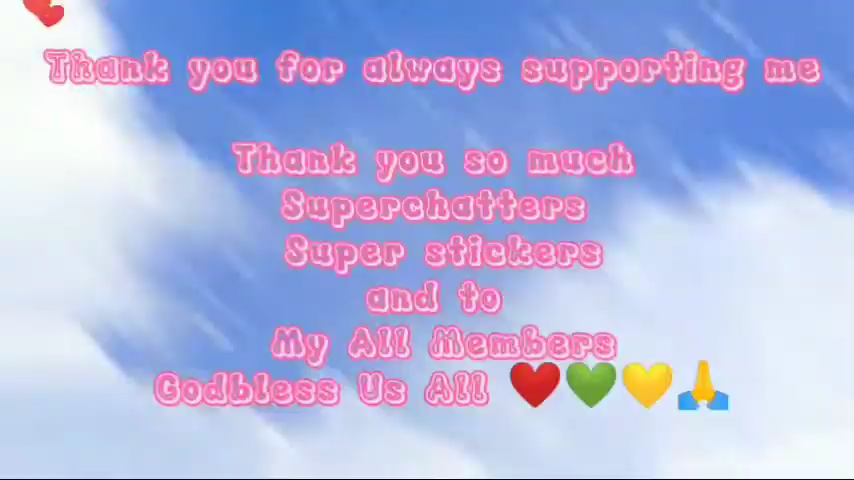 Thank you for always supporting me
Thank you so much
Superchatters
Super stickers
and to
My All Members
Godbless Us All ❤️💚💛🙏